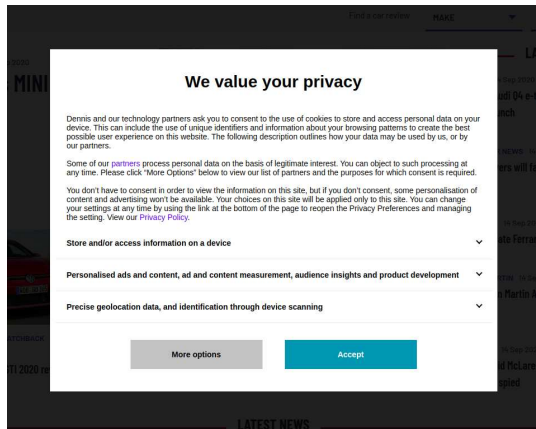 Find a car review MAKE
We value your privacy
MINI
Dennis and our technology partners ask you to consent to the use of cookies to store and access personal data on your
device. This can include the use of unique identifiers and information about your browsing patterns to create the best
possible user experience on this website. The following description outlines how your data may be used by us, or by
our partners.
Some of our partners process personal data on the basis of legitimate interest. You can object to such processing at
any time. Please click "More Options" below to view our list of partners and the purposes for which consent is required.
You don't have to consent in order to view the information on this site, but if you don't consent, some personalisation of
content and advertising won't be available. Your choices on this site will be applied only to this site. You can change
your settings at any time by using the link at the bottom of the page to reopen the Privacy Preferences and managing
the setting. View our Privacy Policy.
Store and/or access information on a device
Personalised ads and content, ad and content measurement, audience insights and product development
Precise geolocation data, and identification through device scanning
More options Accept
LATEST NEWS